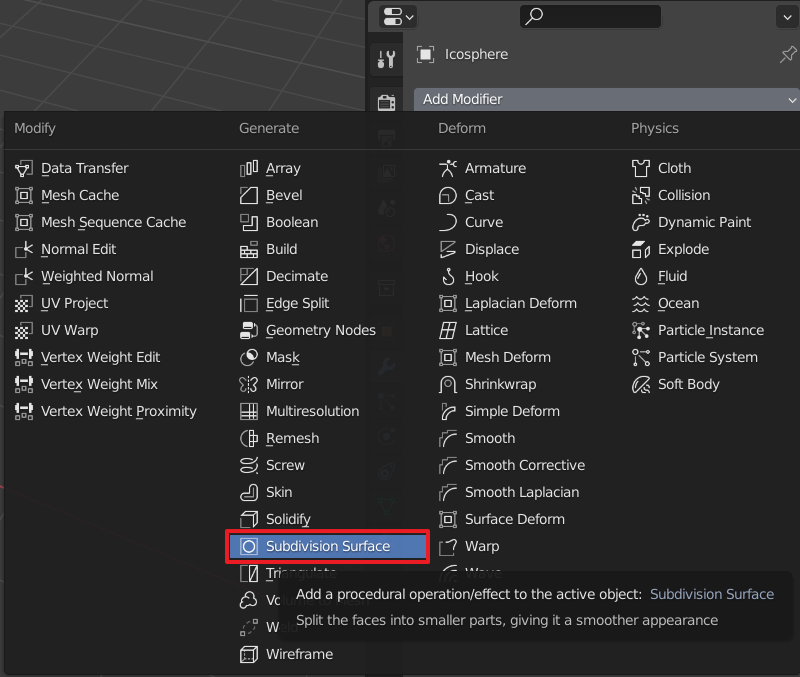 Icosphere
Add Modifier
Modify
Data Transfer
Mesh Cache
Mesh Sequence Cache
Normal Edit
Weighted Normal
UV Project
UV Warp
Vertex Weight Edit
Vertex Weight Mix
Vertex Weight Proximity
Generate
Array
Bevel
Boolean
Build
Decimate
Edge Split
Geometry Nodes
Mask
Mirror
Multiresolution
Remesh
Screw
Skin
Solidify
Subdivision Surface
Triangulate
Volume to Mesh
Weld
Wireframe
Deform
Armature
Cast
Curve
Displace
Hook
Laplacian Deform
Lattice
Mesh Deform
Shrinkwrap
Simple Deform
Smooth
Smooth Corrective
Smooth Laplacian
Surface Deform
Warp
Wave
Physics
Cloth
Collision
Dynamic Paint
Explode
Fluid
Ocean
Particle Instance
Particle System
Soft Body
Add a procedural operation/effect to the active object: Subdivision Surface
Split the faces into smaller parts, giving it a smoother appearance